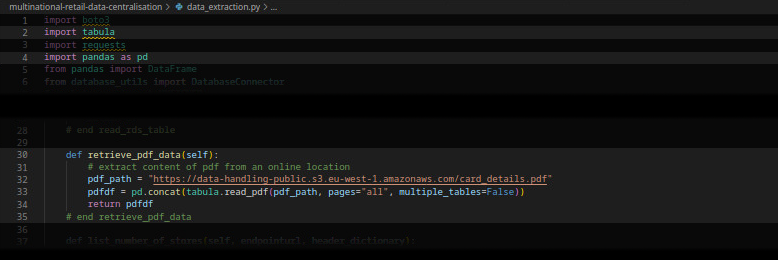 multinational-retail-data-centralisation > data_extraction.py > ...
1 import boto3
2 import tabula
3 import requests
4 import pandas as pd
5 from pandas import DataFrame
6 from database_utils import DatabaseConnector
28 # end read_rds_table
29
30 def retrieve_pdf_data(self):
31 # extract content of pdf from an online location
32 pdf_path = "https://data-handling-public.s3.eu-west-1.amazonaws.com/card_details.pdf"
33 pdfdf = pd.concat(tabula.read_pdf(pdf_path, pages="all", multiple_tables=False))
34 return pdfdf
35 # end retrieve_pdf_data
36
37 def list_number_of_stores(self, endpointurl, header_dictionary):